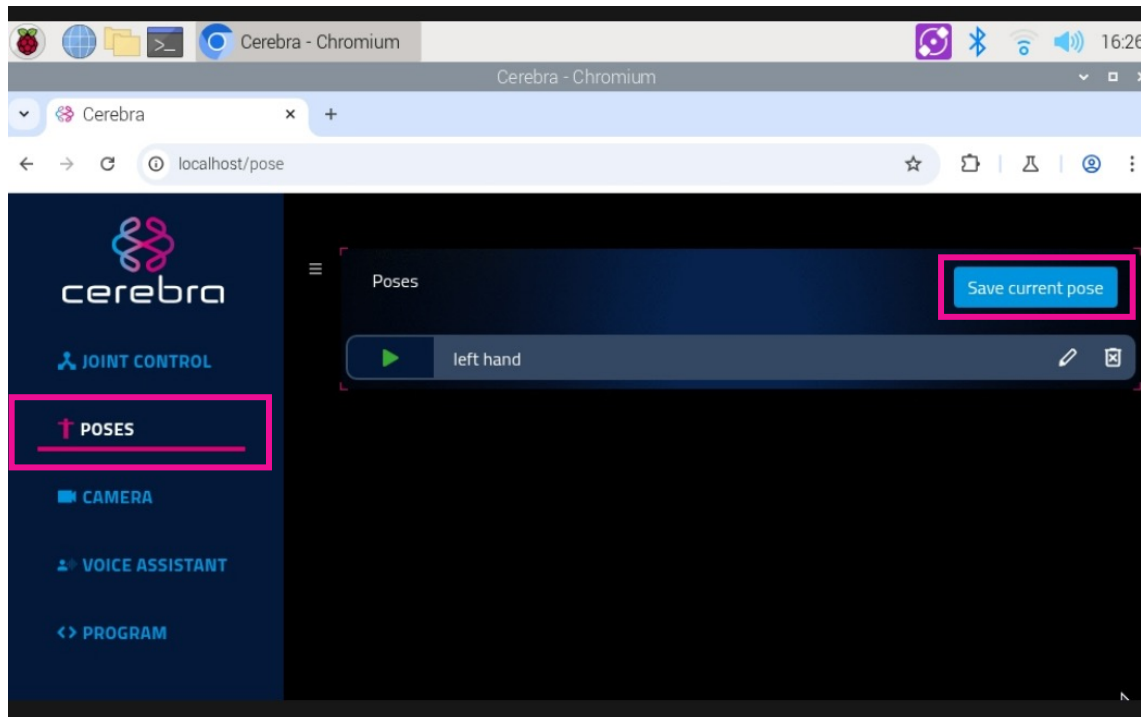 Cerebra - Chromium
16:26
Cerebra - Chromium
Cerebra
localhost/pose
cerebra
Poses
Save current pose
JOINT CONTROL
left hand
POSES
CAMERA
VOICE ASSISTANT
PROGRAM